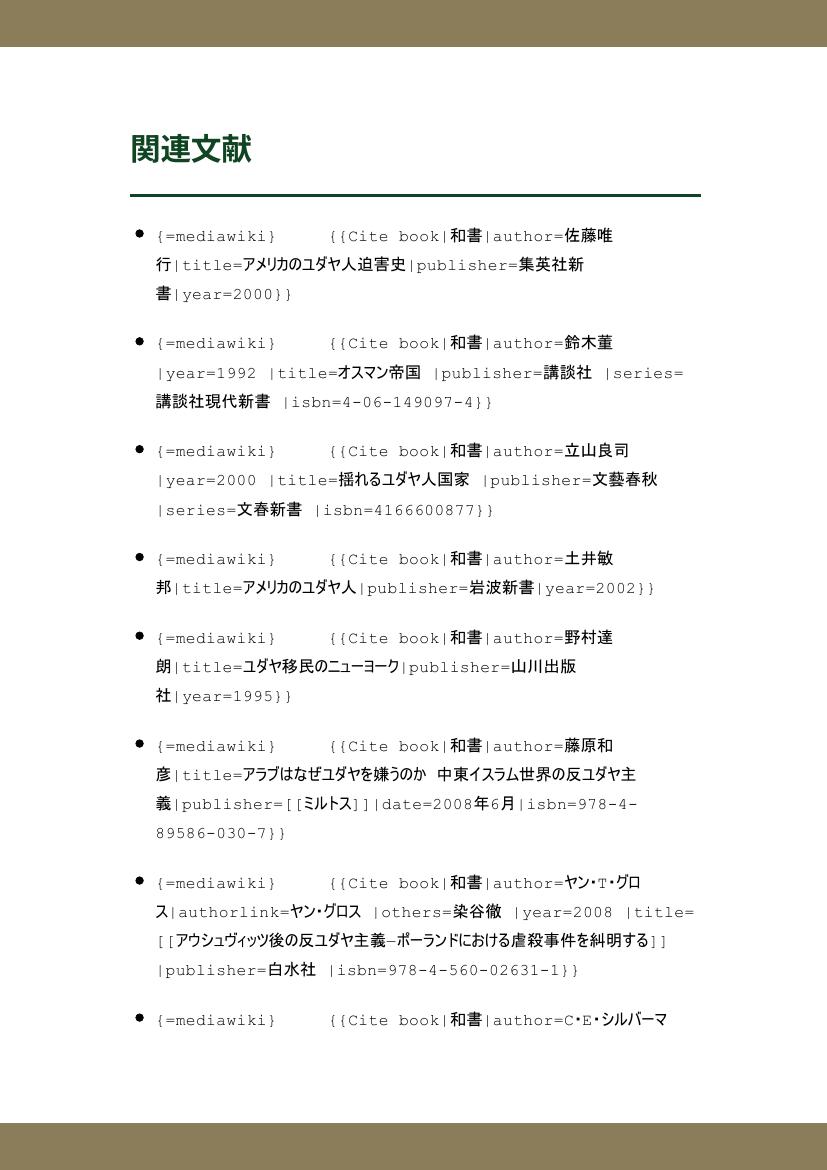 関連文献
• {=mediawiki} {{Cite book|和書|author=佐藤唯
行|title=アメリカのユダヤ人迫害史|publisher=集英社新
書|year=2000}}
• {=mediawiki} {{Cite book|和書|author=鈴木董
|year=1992 |title=オスマン帝国 |publisher=講談社 |series=
講談社現代新書 |isbn=4-06-149097-4}}
• {=mediawiki} {{Cite book|和書|author=立山良司
|year=2000 |title=揺れるユダヤ人国家 |publisher=文藝春秋
|series=文春新書 |isbn=4166600877}}
• {=mediawiki} {{Cite book|和書|author=土井敏
邦|title=アメリカのユダヤ人|publisher=岩波新書|year=2002}}
• {=mediawiki} {{Cite book|和書|author=野村達
朗|title=ユダヤ移民のニューヨーク|publisher=山川出版
社|year=1995}}
• {=mediawiki} {{Cite book|和書|author=藤原和
彦|title=アラブはなぜユダヤを嫌うのか 中東イスラム世界の反ユダヤ主
義|publisher=[[ミルトス]]|date=2008年6月|isbn=978-4-
89586-030-7}}
• {=mediawiki} {{Cite book|和書|author=ヤン・T・グロ
ス|authorlink=ヤン・グロス |others=染谷徹 |year=2008 |title=
[[アウシュヴィッツ後の反ユダヤ主義―ポーランドにおける虐殺事件を糾明する]]
|publisher=白水社 |isbn=978-4-560-02631-1}}
• {=mediawiki} {{Cite book|和書|author=C・E・シルバーマ